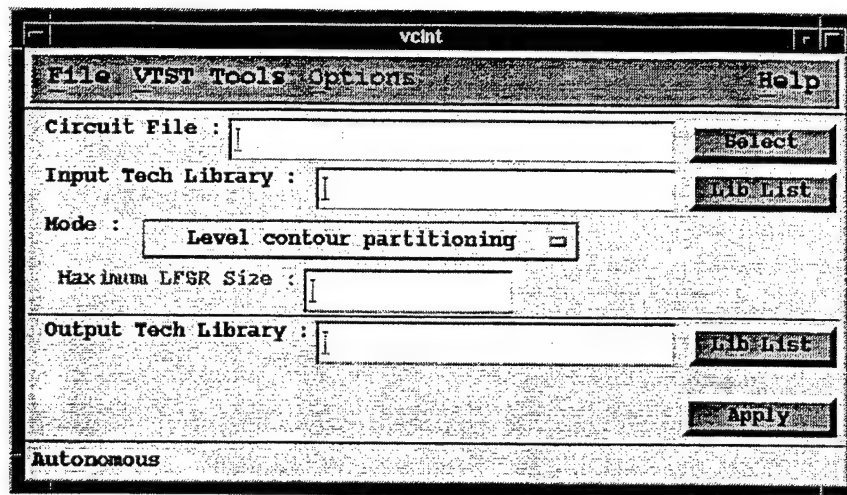 vcint
File VTST Tools Options Help
Circuit File : Select
Input Tech Library : Lib List
Mode : Level contour partitioning
Maximum LFSR Size :
Output Tech Library : Lib List
Apply
Autonomous